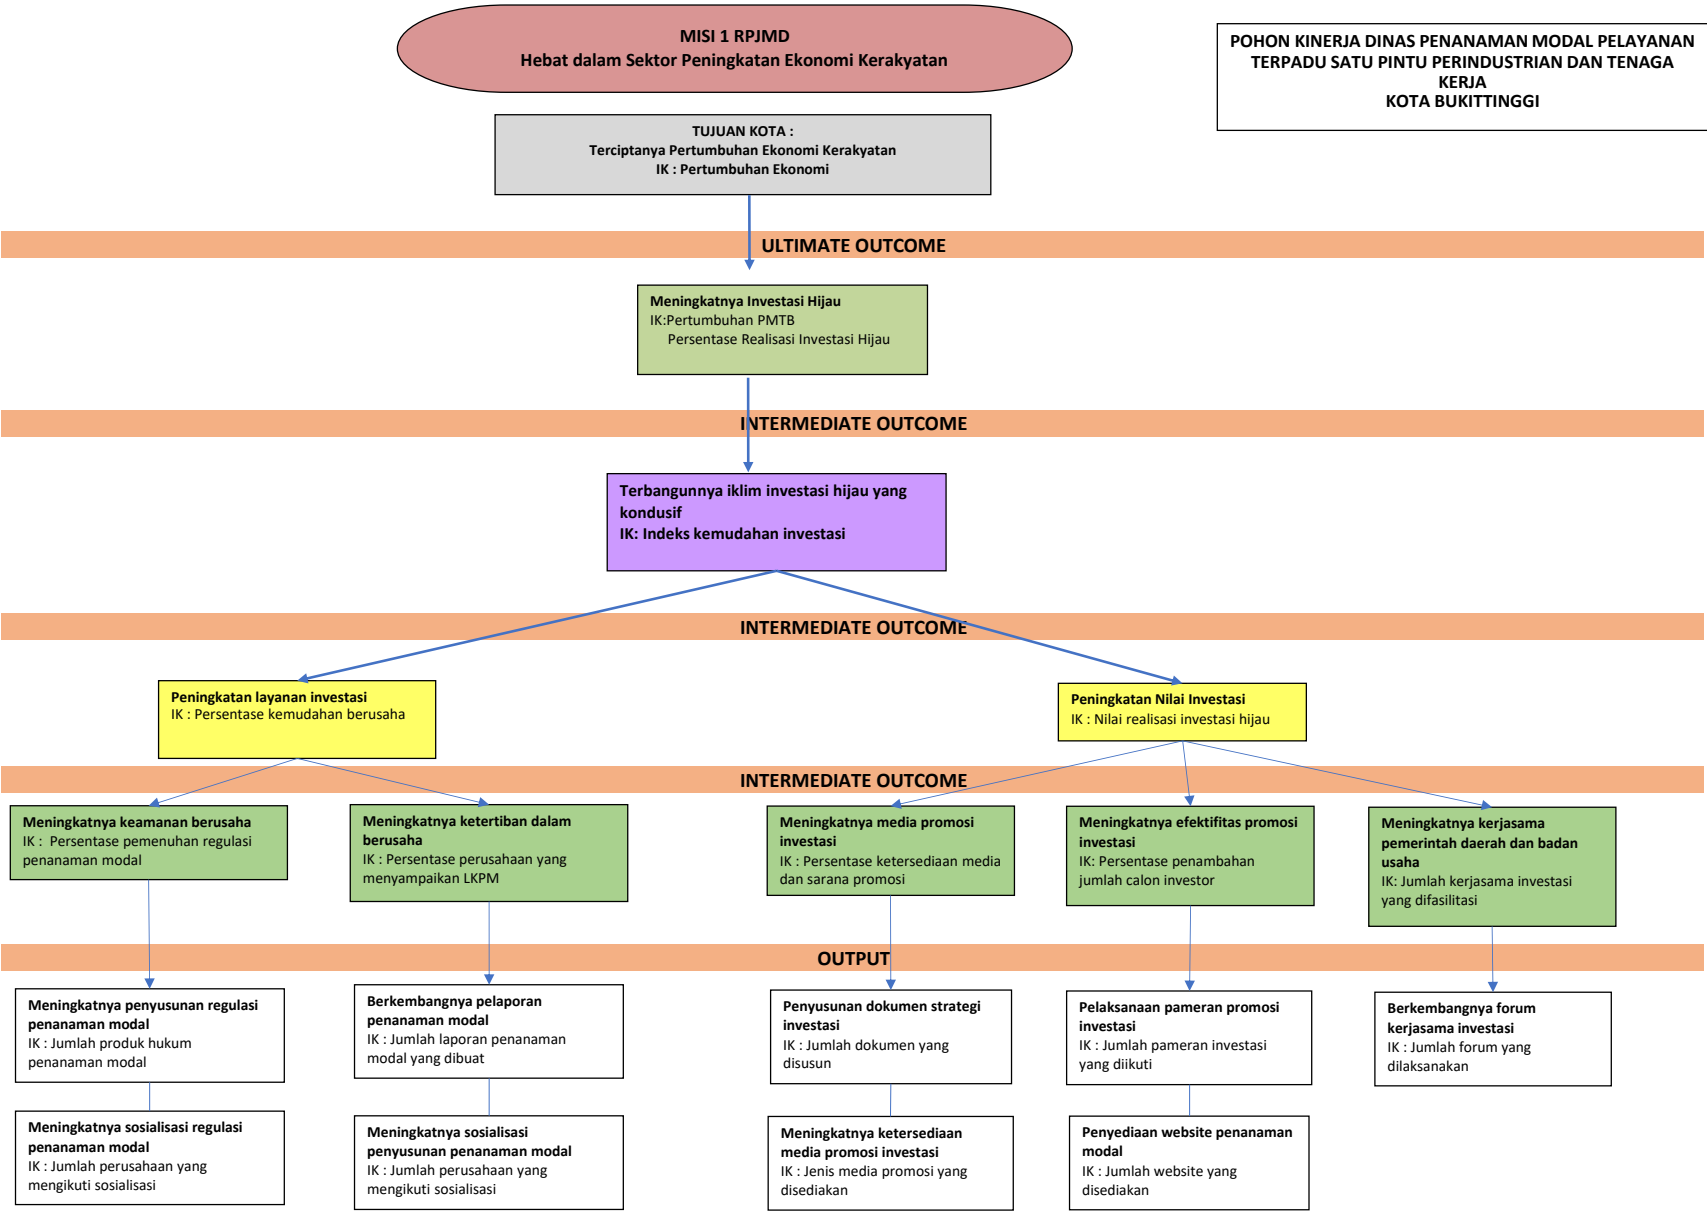 MISI 1 RPJMD
Hebat dalam Sektor Peningkatan Ekonomi Kerakyatan
POHON KINERJA DINAS PENANAMAN MODAL PELAYANAN
TERPADU SATU PINTU PERINDUSTRIAN DAN TENAGA
KERJA
KOTA BUKITTINGGI
TUJUAN KOTA :
Terciptanya Pertumbuhan Ekonomi Kerakyatan
IK : Pertumbuhan Ekonomi
ULTIMATE OUTCOME
Meningkatnya Investasi Hijau
IK:Pertumbuhan PMTB
Persentase Realisasi Investasi Hijau
INTERMEDIATE OUTCOME
Terbangunnya iklim investasi hijau yang
kondusif
IK: Indeks kemudahan investasi
INTERMEDIATE OUTCOME
Peningkatan layanan investasi
IK : Persentase kemudahan berusaha
Peningkatan Nilai Investasi
IK : Nilai realisasi investasi hijau
INTERMEDIATE OUTCOME
Meningkatnya keamanan berusaha
IK :  Persentase pemenuhan regulasi
penanaman modal
Meningkatnya ketertiban dalam
berusaha
IK : Persentase perusahaan yang
menyampaikan LKPM
Meningkatnya media promosi
investasi
IK : Persentase ketersediaan media
dan sarana promosi
Meningkatnya efektifitas promosi
investasi
IK: Persentase penambahan
jumlah calon investor
Meningkatnya kerjasama
pemerintah daerah dan badan
usaha
IK: Jumlah kerjasama investasi
yang difasilitasi
OUTPUT
Meningkatnya penyusunan regulasi
penanaman modal
IK : Jumlah produk hukum
penanaman modal
Berkembangnya pelaporan
penanaman modal
IK : Jumlah laporan penanaman
modal yang dibuat
Penyusunan dokumen strategi
investasi
IK : Jumlah dokumen yang
disusun
Pelaksanaan pameran promosi
investasi
IK : Jumlah pameran investasi
yang diikuti
Berkembangnya forum
kerjasama investasi
IK : Jumlah forum yang
dilaksanakan
Meningkatnya sosialisasi regulasi
penanaman modal
IK : Jumlah perusahaan yang
mengikuti sosialisasi
Meningkatnya sosialisasi
penyusunan penanaman modal
IK : Jumlah perusahaan yang
mengikuti sosialisasi
Meningkatnya ketersediaan
media promosi investasi
IK : Jenis media promosi yang
disediakan
Penyediaan website penanaman
modal
IK : Jumlah website yang
disediakan